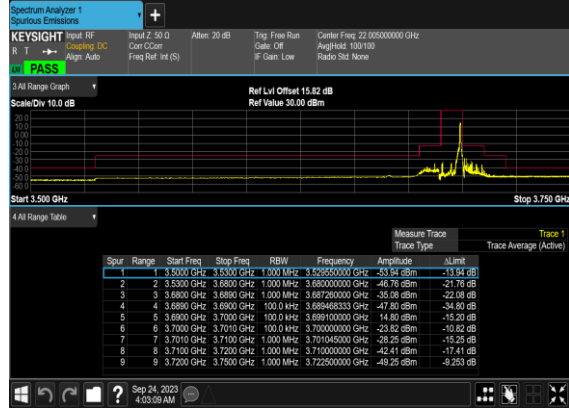 Spectrum Analyzer 1
Spurious Emissions
KEYSIGHT Input: RF Input Z: 50 Ω Atten: 20 dB Trig: Free Run Center Freq: 22.005000000 GHz
R T Coupling: DC Corr CCorr Gate: Off Avg|Hold: 100/100
Align: Auto Freq Ref: Int (S) IF Gain: Low Radio Std: None
PASS
3 All Range Graph
Ref Lvl Offset 15.82 dB
Scale/Div 10.0 dB Ref Value 30.00 dBm
20.0
10.0
0.00
-10.0
-20.0
-30.0
-40.0
-50.0
-60.0
Start 3.500 GHz Stop 3.750 GHz
4 All Range Table
Measure Trace Trace 1
Trace Type Trace Average (Active)
Spur Range Start Freq Stop Freq RBW Frequency Amplitude ΔLimit
1 1 3.5000 GHz 3.5300 GHz 1.000 MHz 3.529550000 GHz -53.94 dBm -13.94 dB
2 2 3.5300 GHz 3.6800 GHz 1.000 MHz 3.680000000 GHz -46.76 dBm -21.76 dB
3 3 3.6800 GHz 3.6890 GHz 1.000 MHz 3.687260000 GHz -35.08 dBm -22.08 dB
4 4 3.6890 GHz 3.6900 GHz 100.0 kHz 3.689468333 GHz -47.80 dBm -34.80 dB
5 5 3.6900 GHz 3.7000 GHz 100.0 kHz 3.699100000 GHz 14.80 dBm -15.20 dB
6 6 3.7000 GHz 3.7010 GHz 100.0 kHz 3.700000000 GHz -23.82 dBm -10.82 dB
7 7 3.7010 GHz 3.7100 GHz 1.000 MHz 3.701045000 GHz -28.25 dBm -15.25 dB
8 8 3.7100 GHz 3.7200 GHz 1.000 MHz 3.710000000 GHz -42.41 dBm -17.41 dB
9 9 3.7200 GHz 3.7500 GHz 1.000 MHz 3.722500000 GHz -49.25 dBm -9.253 dB
Sep 24, 2023
4:03:09 AM